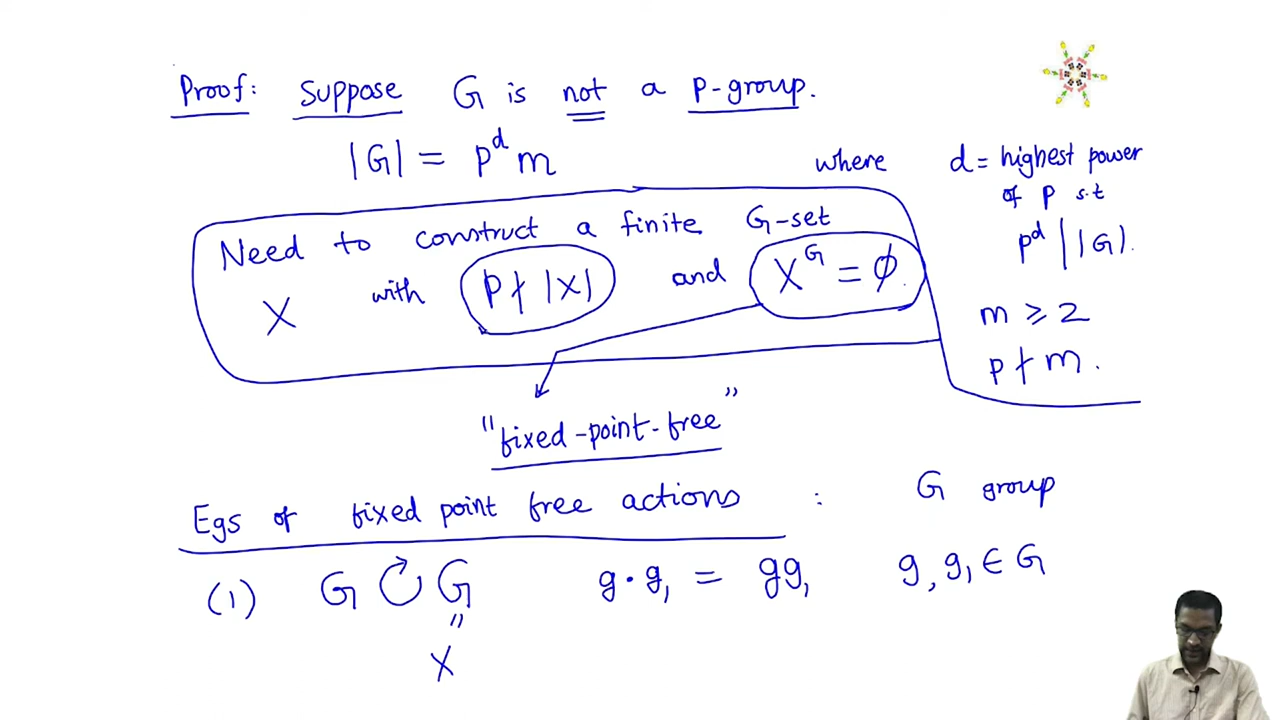 Proof: Suppose G is not a p-group.
|G| = p^d m where d = highest power
of p s.t
p^d | |G|.
m ⩾ 2
p ∤ m.
Need to construct a finite G-set
X with p ∤ |X| and X^G = ∅.
"fixed-point-free"
Egs of fixed point free actions : G group
(1) G ↻ G g · g₁ = gg₁ g, g₁ ∈ G
"
X